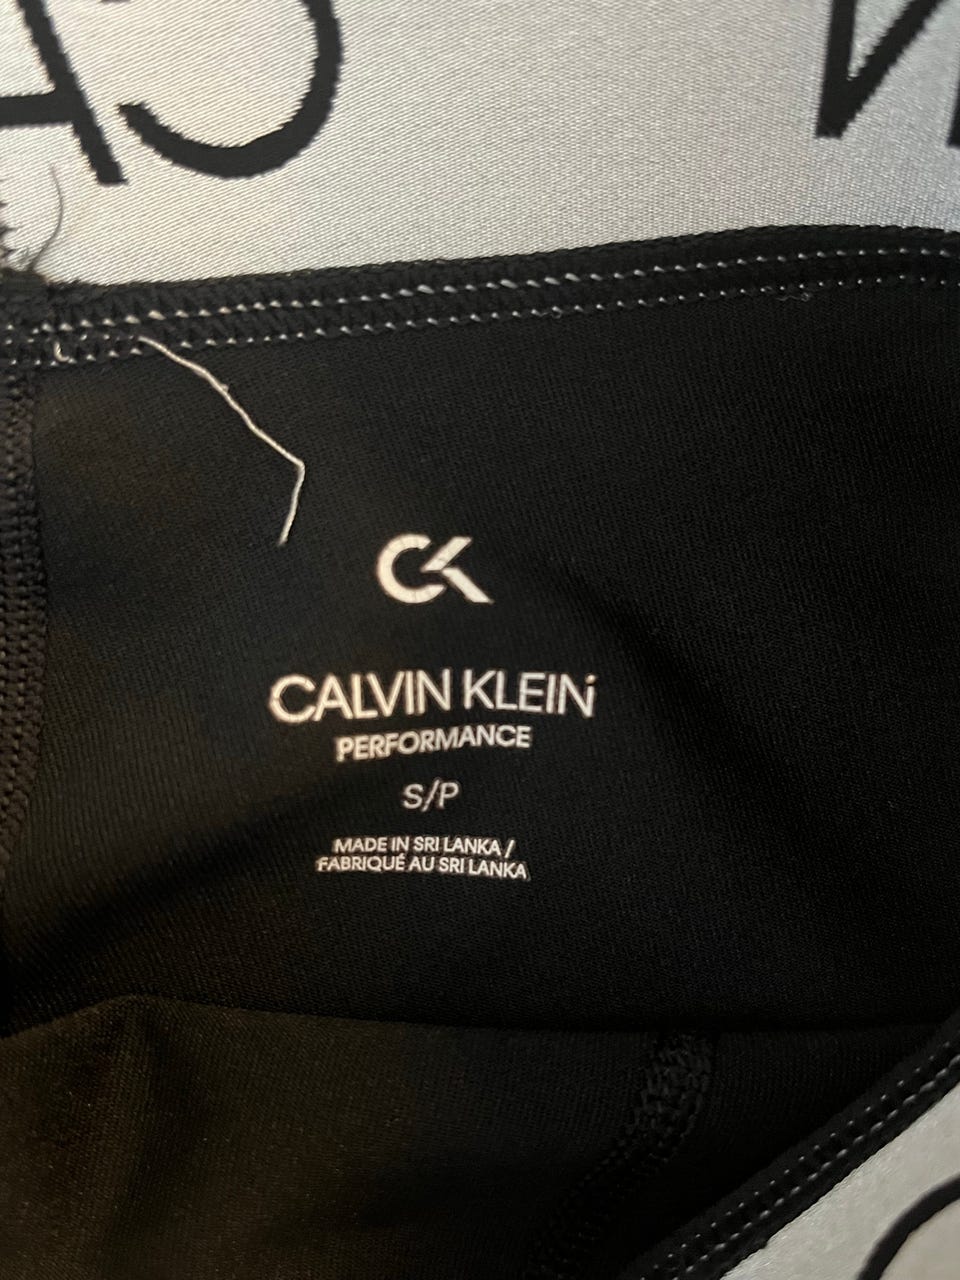 CK
CALVIN KLEIN
PERFORMANCE
S/P
MADE IN SRI LANKA /
FABRIQUÉ AU SRI LANKA